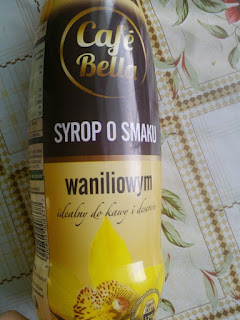 Café
Bella
SYROP O SMAKU
waniliowym
idealny do kawy i deserów